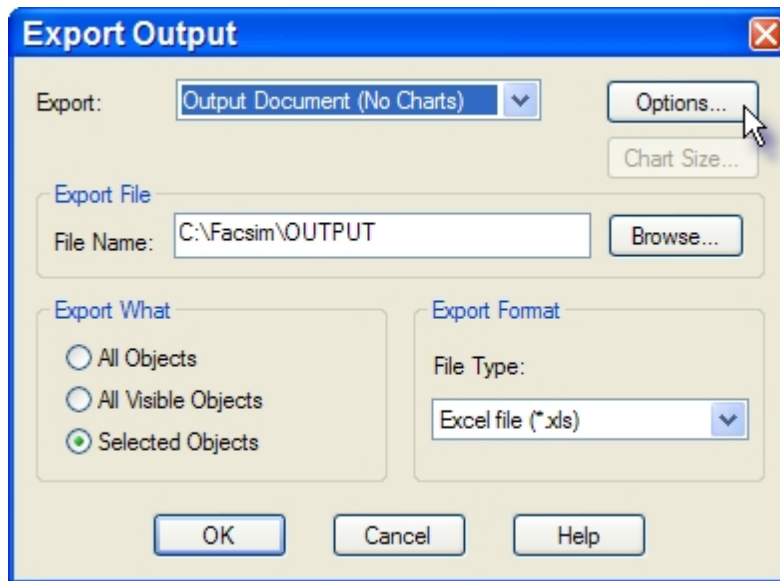 Export Output
Export: Output Document (No Charts) Options...
Chart Size...
Export File
File Name: C:\Facsim\OUTPUT Browse...
Export What
All Objects
All Visible Objects
Selected Objects
Export Format
File Type:
Excel file (*.xls)
OK Cancel Help